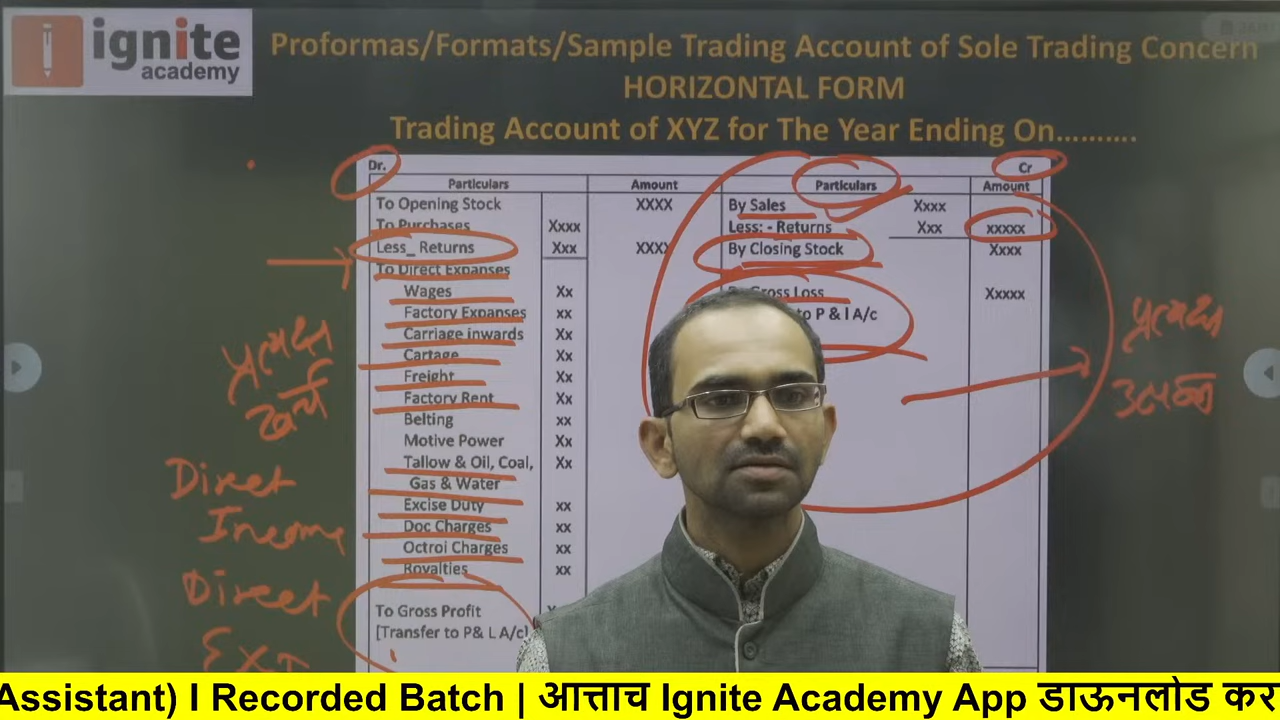 ignite
academy
Proformas/Formats/Sample Trading Account of Sole Trading Concern
HORIZONTAL FORM
Trading Account of XYZ for The Year Ending On..........
Dr. Cr
Particulars Amount Particulars Amount
To Opening Stock XXXX By Sales Xxxx
To Purchases Xxxx Less: - Returns Xxx xxxxx
Less_ Returns Xxx XXXX By Closing Stock Xxxx
To Direct Expanses
Wages Xx Gross Loss Xxxxx
Factory Expanses xx to P & l A/c
Carriage inwards Xx
Cartage Xx
Freight Xx
Factory Rent Xx
Belting xx
Motive Power Xx
Tallow & Oil, Coal, Xx
Gas & Water
Excise Duty xx
Doc Charges xx
Octroi Charges xx
Royalties xx
To Gross Profit
[Transfer to P& L A/c]
प्रत्यक्ष
खर्च
Direct
Income
Direct
Exp
प्रत्यक्ष
उत्पन्न
Assistant) I Recorded Batch | आत्ताच Ignite Academy App डाऊनलोड कर